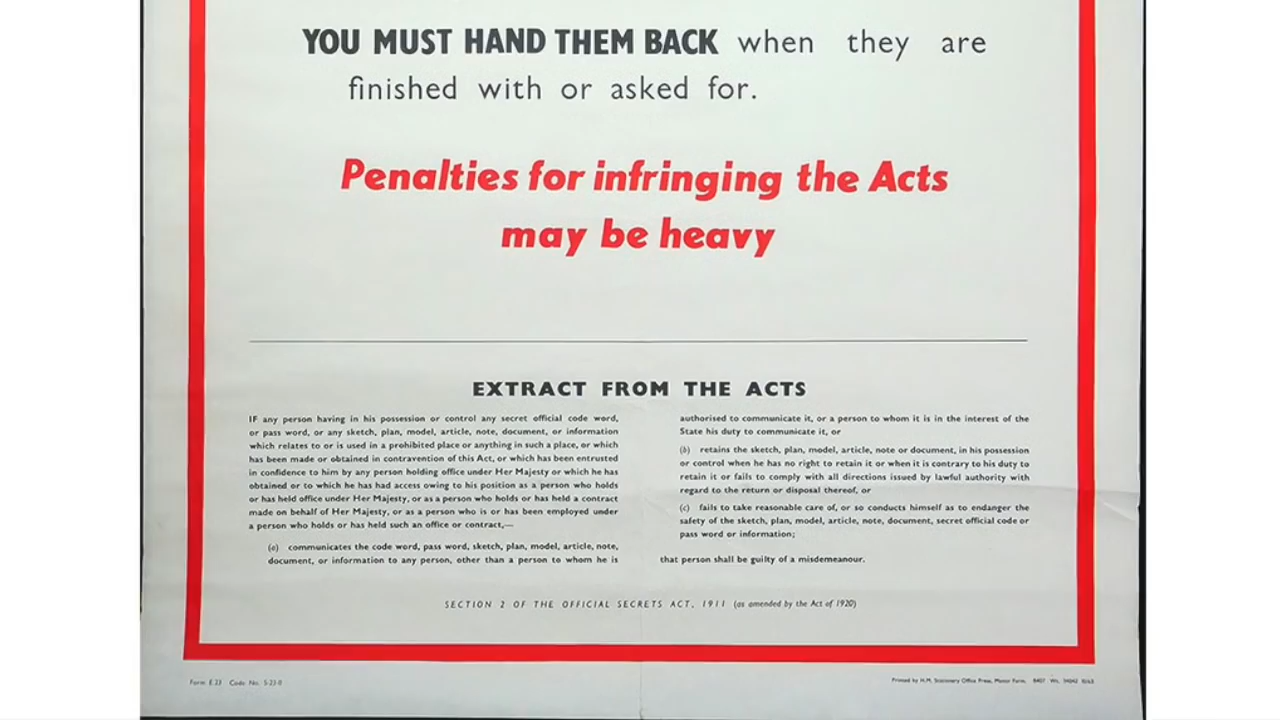 YOU MUST HAND THEM BACK when they are
finished with or asked for.
Penalties for infringing the Acts
may be heavy
EXTRACT FROM THE ACTS
IF any person having in his possession or control any secret official code word,
or pass word, or any sketch, plan, model, article, note, document, or information
which relates to or is used in a prohibited place or anything in such a place, or which
has been made or obtained in contravention of this Act, or which has been entrusted
in confidence to him by any person holding office under Her Majesty or which he has
obtained or to which he has had access owing to his position as a person who holds
or has held office under Her Majesty, or as a person who holds or has held a contract
made on behalf of Her Majesty, or as a person who is or has been employed under
a person who holds or has held such an office or contract,—
(a) communicates the code word, pass word, sketch, plan, model, article, note,
document, or information to any person, other than a person to whom he is
authorised to communicate it, or a person to whom it is in the interest of the
State his duty to communicate it, or
(b) retains the sketch, plan, model, article, note or document, in his possession
or control when he has no right to retain it or when it is contrary to his duty to
retain it or fails to comply with all directions issued by lawful authority with
regard to the return or disposal thereof, or
(c) fails to take reasonable care of, or so conducts himself as to endanger the
safety of the sketch, plan, model, article, note, document, secret official code or
pass word or information;
that person shall be guilty of a misdemeanour.
SECTION 2 OF THE OFFICIAL SECRETS ACT, 1911 (as amended by the Act of 1920)
Form E.23 Code No. 5-23-0
Printed by H.M. Stationery Office Press,